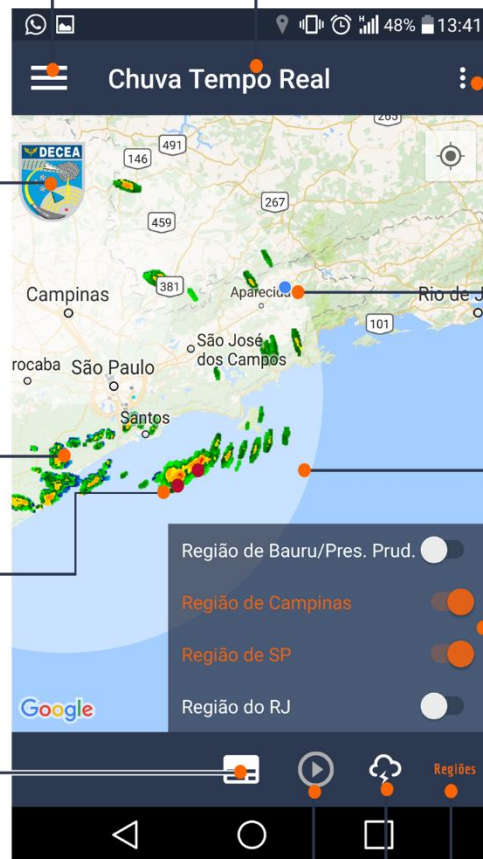 48% 13:41
Chuva Tempo Real
265
DECEA
491
146
267
459
381
Aparecida
Campinas
Rio de J
101
São José
dos Campos
rocaba
São Paulo
Santos
Região de Bauru/Pres. Prud.
Região de Campinas
Região de SP
Google
Região do RJ
Regiões